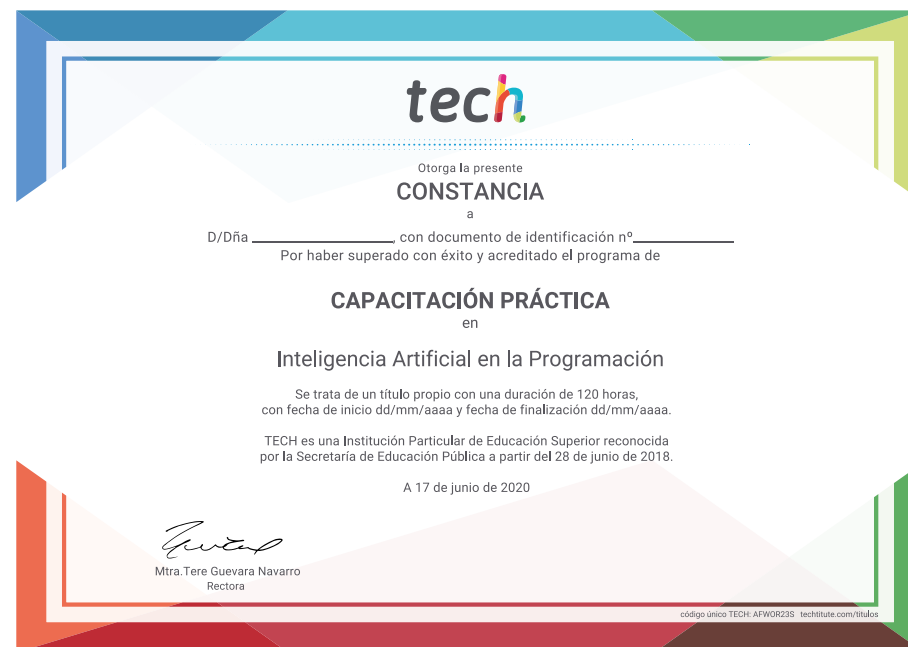 tech
Otorga la presente
CONSTANCIA
a
D/Dña ____________________, con documento de identificación nº______________
Por haber superado con éxito y acreditado el programa de
CAPACITACIÓN PRÁCTICA
en
Inteligencia Artificial en la Programación
Se trata de un título propio con una duración de 120 horas,
con fecha de inicio dd/mm/aaaa y fecha de finalización dd/mm/aaaa.
TECH es una Institución Particular de Educación Superior reconocida
por la Secretaría de Educación Pública a partir del 28 de junio de 2018.
A 17 de junio de 2020
Mtra.Tere Guevara Navarro
Rectora
código único TECH: AFWOR23S techtitute.com/titulos